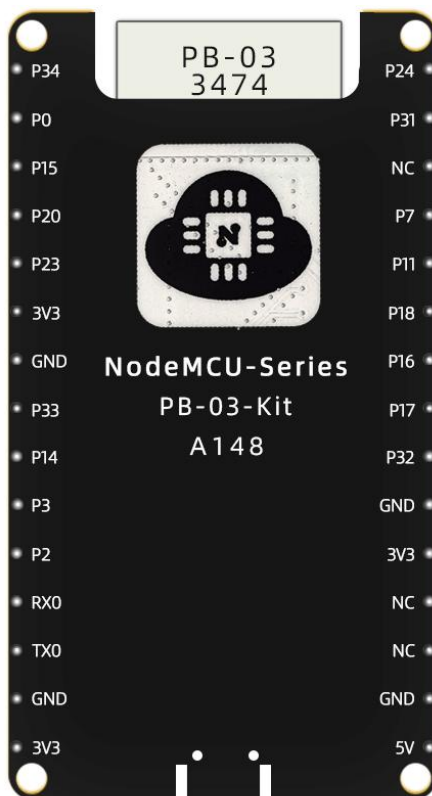 PB-03
3474
P34 P24
P0 P31
P15 NC
P20 P7
P23 P11
3V3 P18
GND P16
NodeMCU-Series
P33 P17
PB-03-Kit
A148
P14 P32
P3 GND
P2 3V3
RX0 NC
TX0 NC
GND GND
3V3 5V